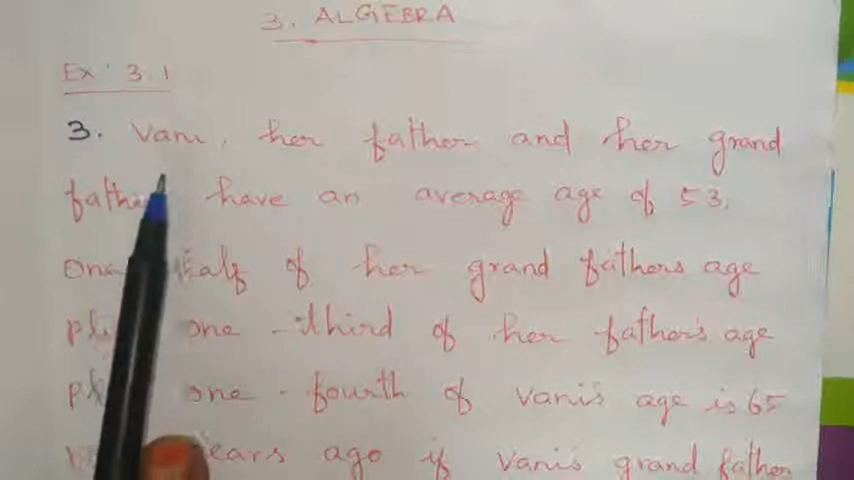 3. ALGEBRA
Ex: 3.1
3. Vani, her father and her grand
have an average age of 53.
half of her grand fathers age
one - third of her father's age
one - fourth of vani's age is 65
years ago if vani's grand father